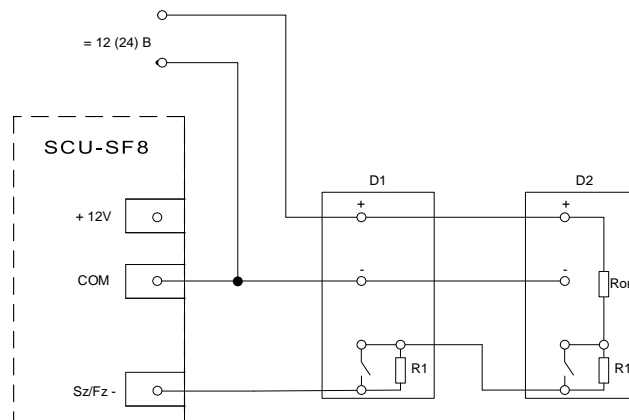 = 12 (24) В
SCU-SF8
D1
D2
+ 12V
+
+
COM
-
-
R1
R1
Sz/Fz -